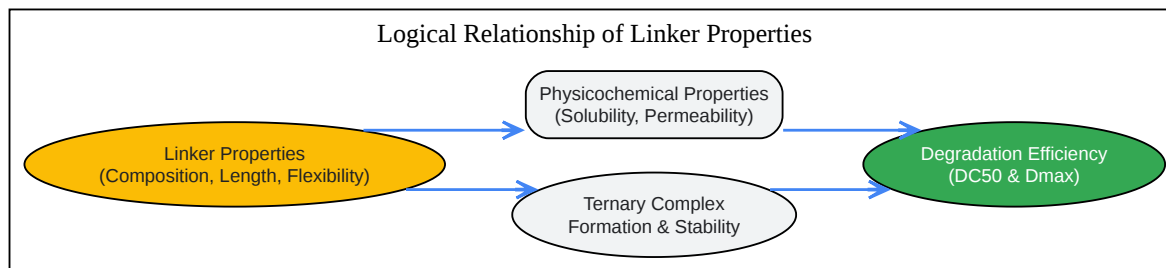 Logical Relationship of Linker Properties
Physicochemical Properties
(Solubility, Permeability)
Linker Properties
(Composition, Length, Flexibility)
Degradation Efficiency
(DC50 & Dmax)
Ternary Complex
Formation & Stability